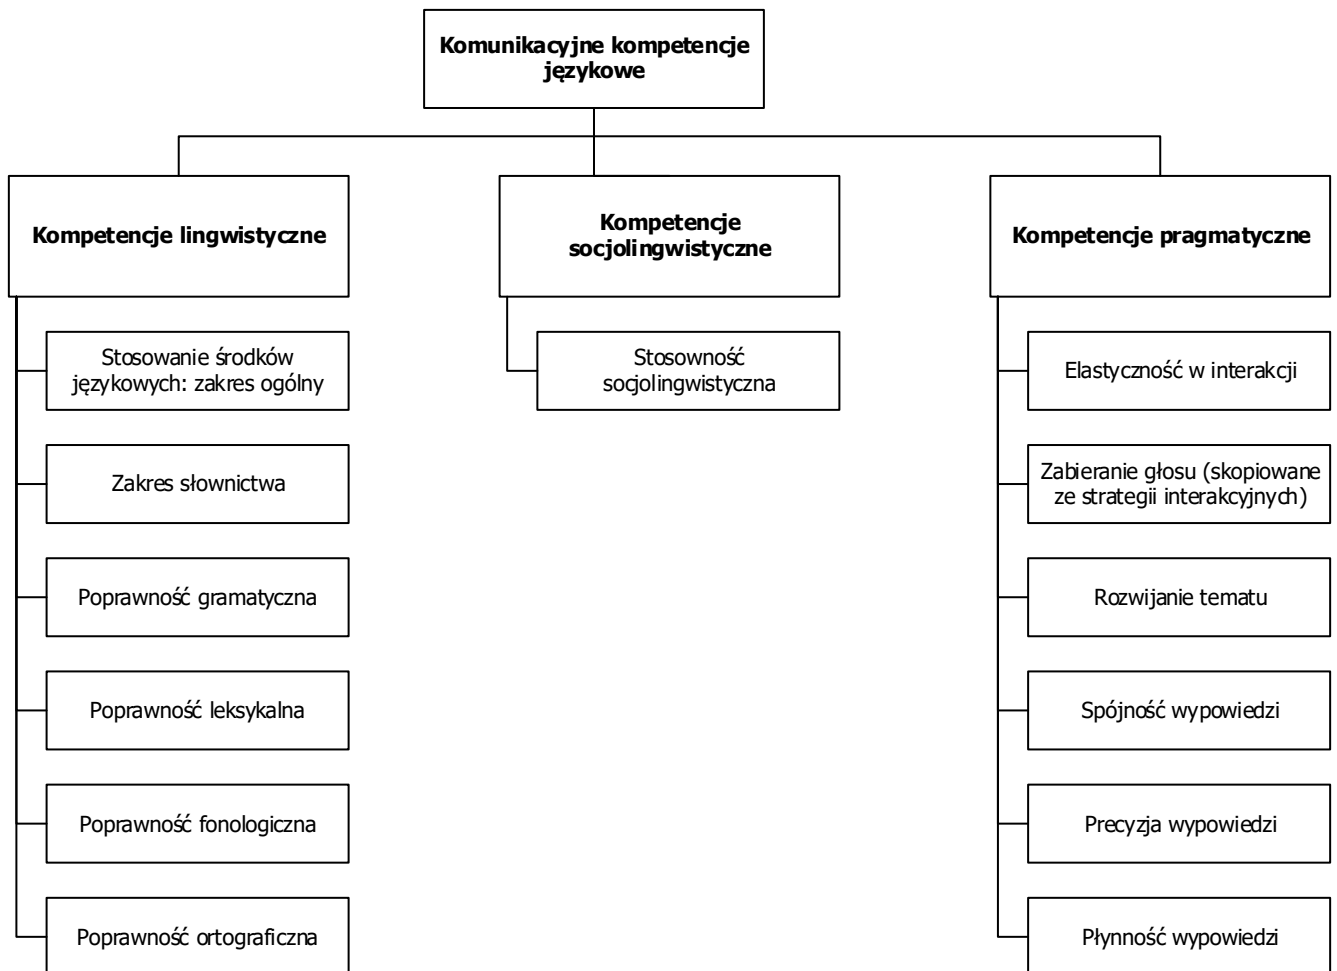 Komunikacyjne kompetencje
językowe
Kompetencje lingwistyczne
Stosowanie środków
językowych: zakres ogólny
Zakres słownictwa
Poprawność gramatyczna
Poprawność leksykalna
Poprawność fonologiczna
Poprawność ortograficzna
Kompetencje
socjolingwistyczne
Stosowność
socjolingwistyczna
Kompetencje pragmatyczne
Elastyczność w interakcji
Zabieranie głosu (skopiowane
ze strategii interakcyjnych)
Rozwijanie tematu
Spójność wypowiedzi
Precyzja wypowiedzi
Płynność wypowiedzi